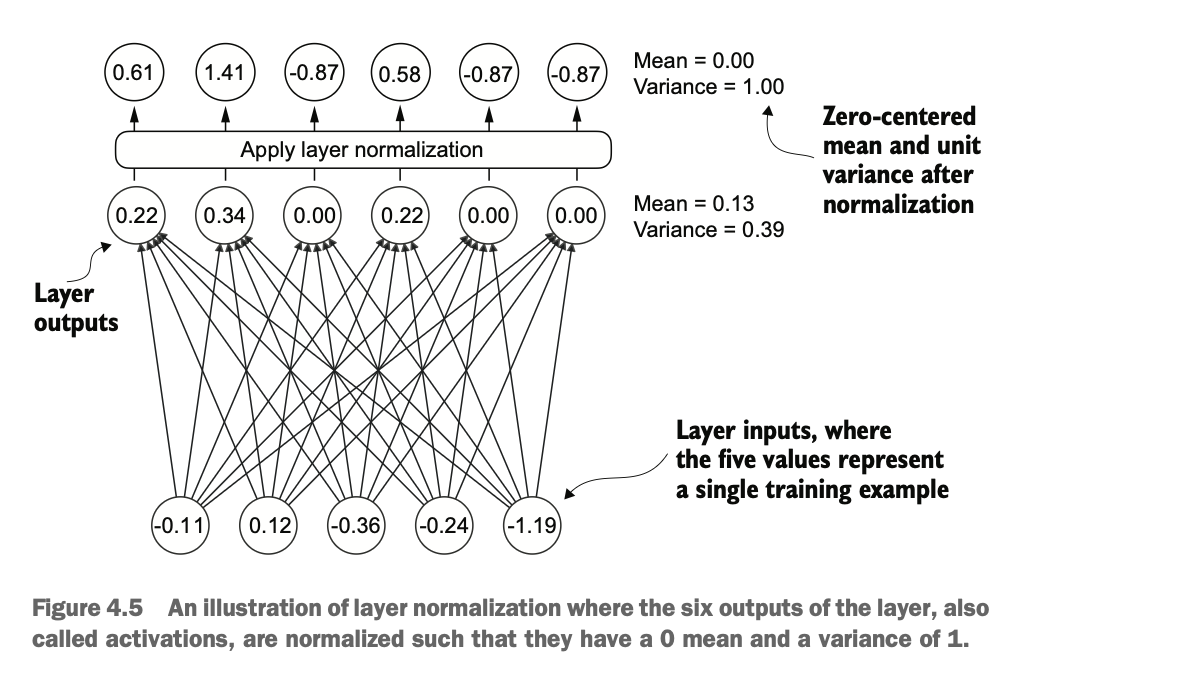 0.61 1.41 -0.87 0.58 -0.87 -0.87
Mean = 0.00
Variance = 1.00
Zero-centered
mean and unit
variance after
normalization
Apply layer normalization
0.22 0.34 0.00 0.22 0.00 0.00
Mean = 0.13
Variance = 0.39
Layer
outputs
Layer inputs, where
the five values represent
a single training example
-0.11 0.12 -0.36 -0.24 -1.19
Figure 4.5 An illustration of layer normalization where the six outputs of the layer, also
called activations, are normalized such that they have a 0 mean and a variance of 1.